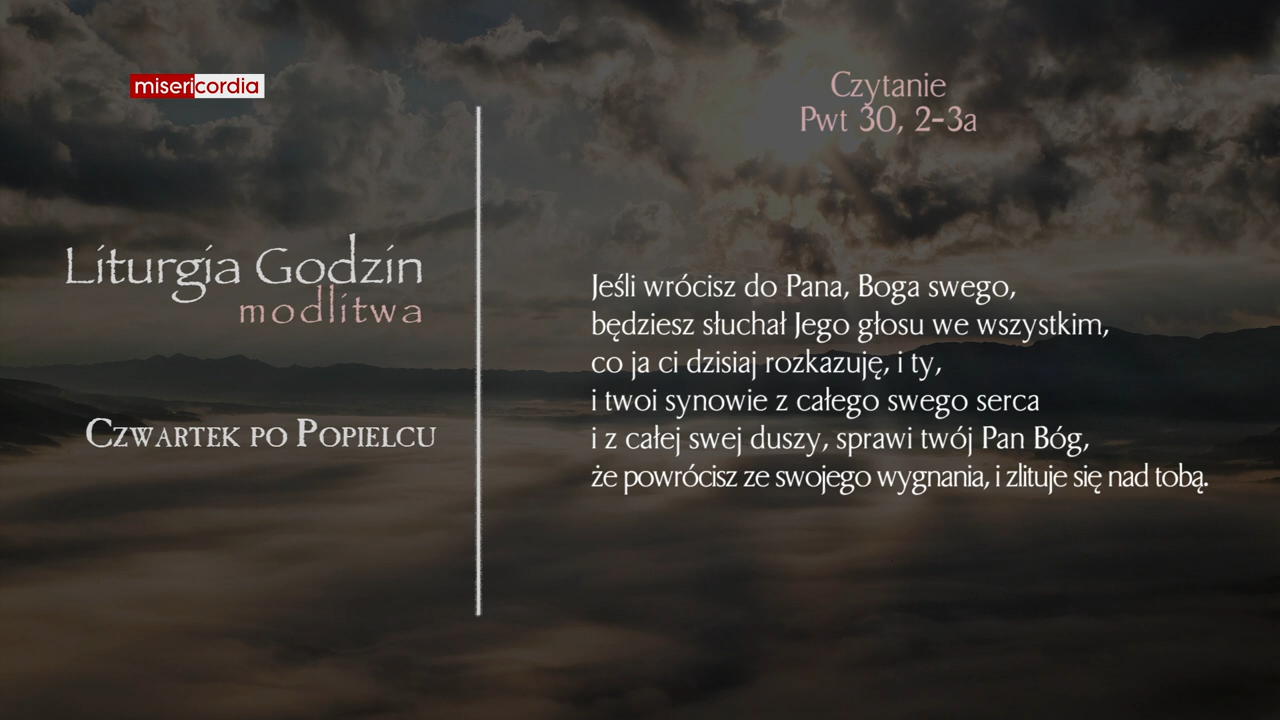 misericordia
Liturgia Godzin
modlitwa
Czwartek po Popielcu
Czytanie
Pwt 30, 2-3a
Jeśli wrócisz do Pana, Boga swego,
będziesz słuchał Jego głosu we wszystkim,
co ja ci dzisiaj rozkazuję, i ty,
i twoi synowie z całego swego serca
i z całej swej duszy, sprawi twój Pan Bóg,
że powrócisz ze swojego wygnania, i zlituje się nad tobą.